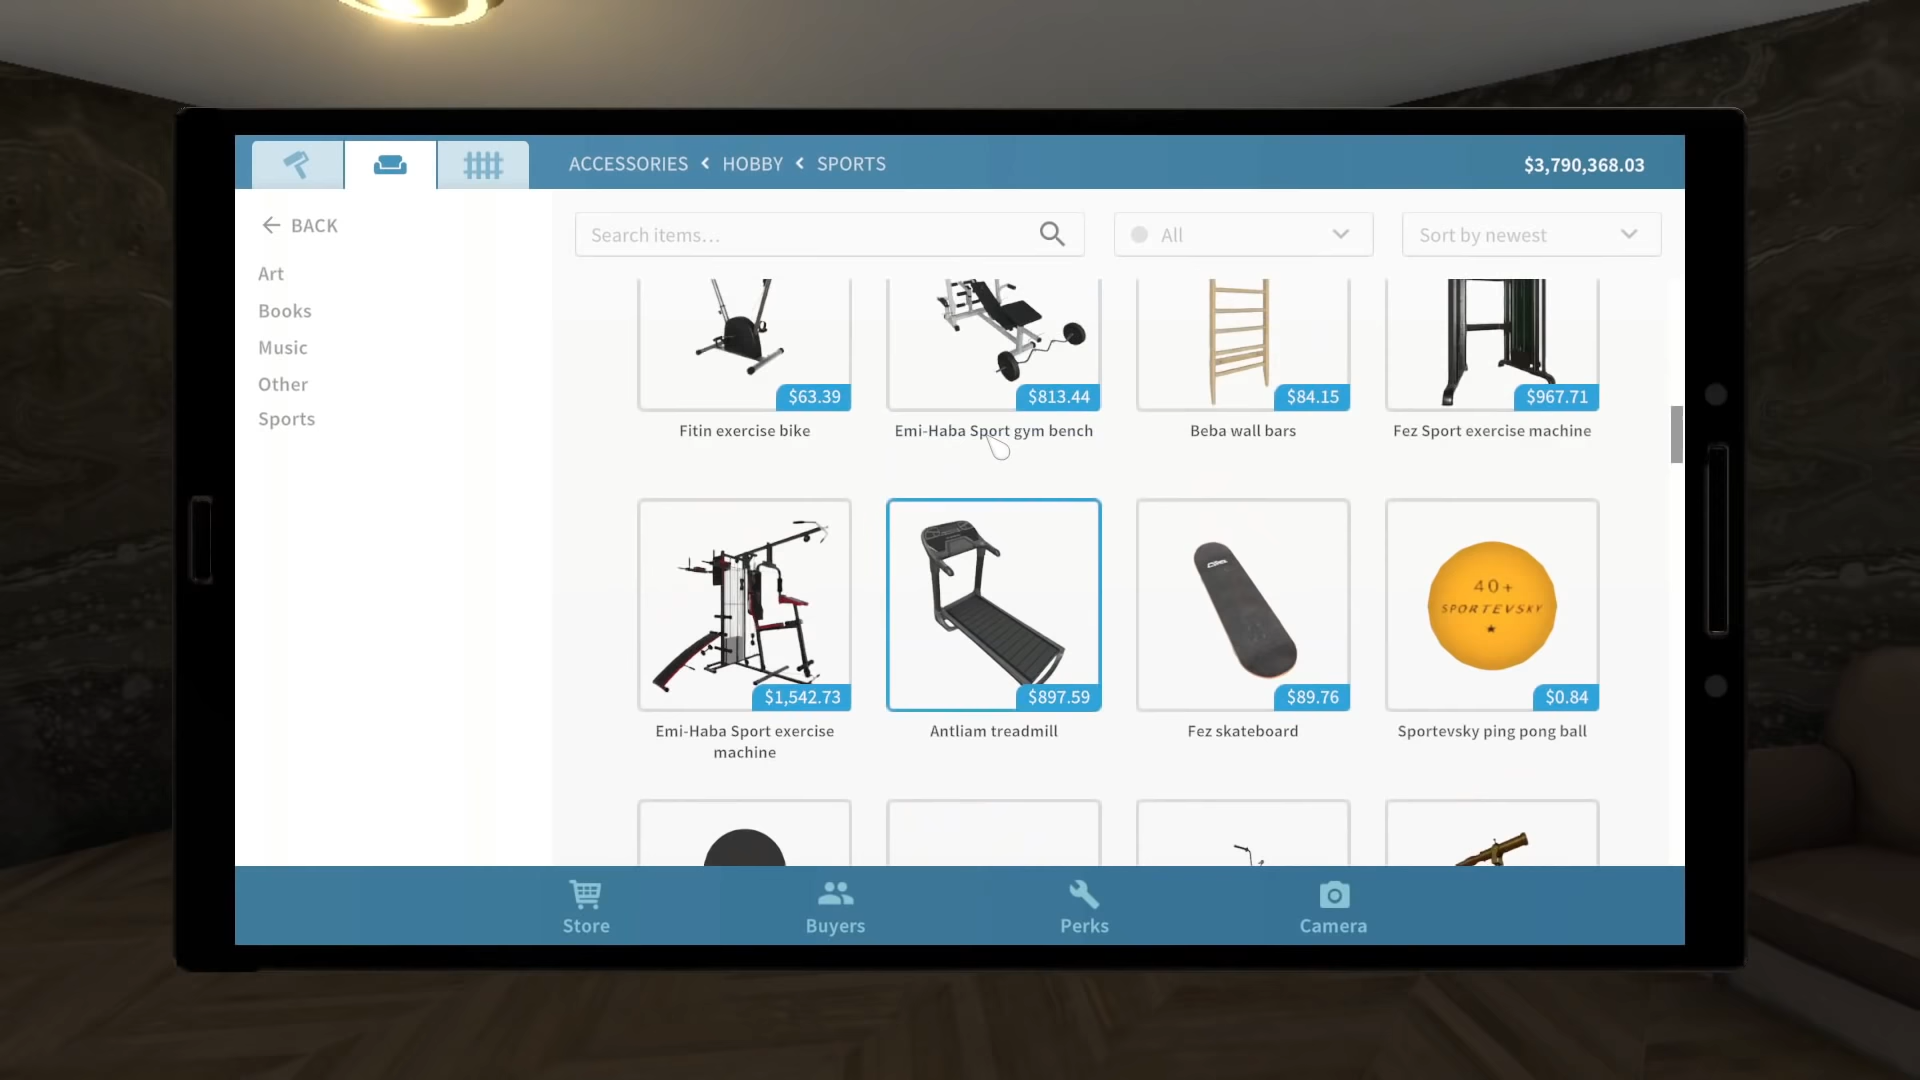 ACCESSORIES < HOBBY < SPORTS
$3,790,368.03
BACK
Art
Books
Music
Other
Sports
Search items...
All
Sort by newest
$63.39
$813.44
$84.15
$967.71
Fitin exercise bike
Emi-Haba Sport gym bench
Beba wall bars
Fez Sport exercise machine
40+
SPORTEVSKY
$1,542.73
$897.59
$89.76
$0.84
Emi-Haba Sport exercise
machine
Antliam treadmill
Fez skateboard
Sportevsky ping pong ball
Store
Buyers
Perks
Camera